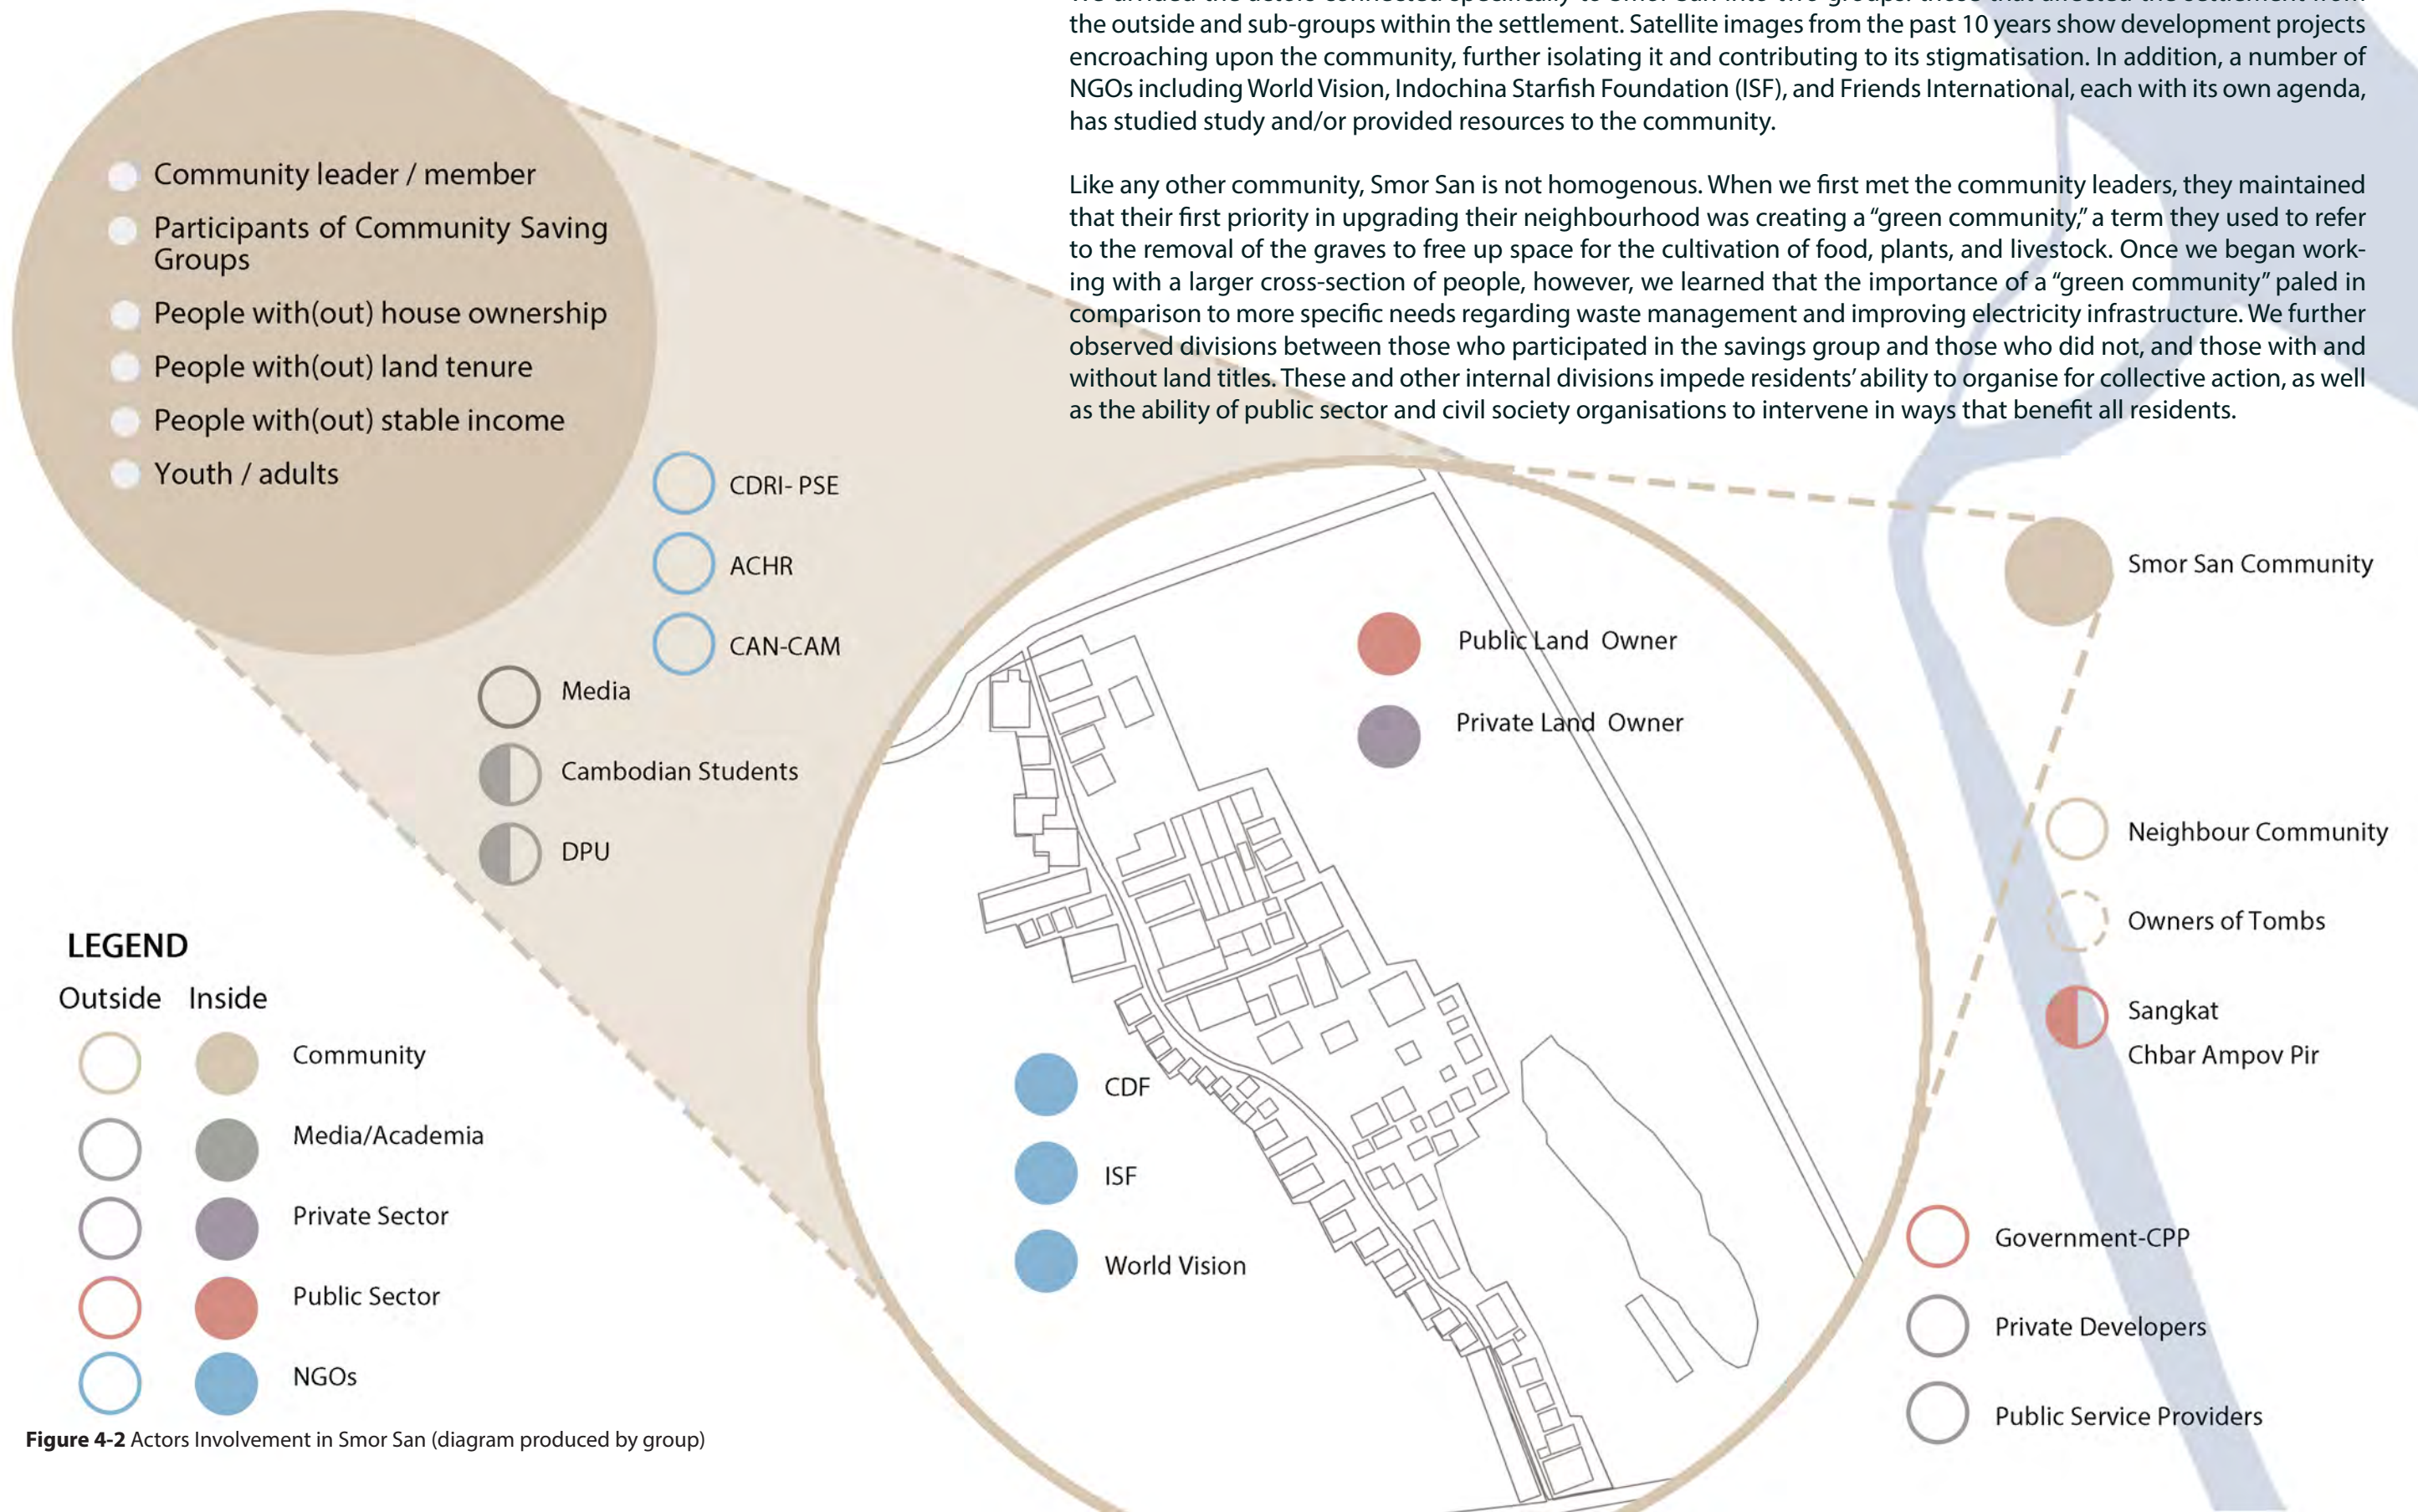 the outside and sub-groups within the settlement. Satellite images from the past 10 years show development projects
encroaching upon the community, further isolating it and contributing to its stigmatisation. In addition, a number of
NGOs including World Vision, Indochina Starfish Foundation (ISF), and Friends International, each with its own agenda,
has studied study and/or provided resources to the community.
Like any other community, Smor San is not homogenous. When we first met the community leaders, they maintained
that their first priority in upgrading their neighbourhood was creating a “green community,” a term they used to refer
to the removal of the graves to free up space for the cultivation of food, plants, and livestock. Once we began work-
ing with a larger cross-section of people, however, we learned that the importance of a “green community” paled in
comparison to more specific needs regarding waste management and improving electricity infrastructure. We further
observed divisions between those who participated in the savings group and those who did not, and those with and
without land titles. These and other internal divisions impede residents’ ability to organise for collective action, as well
as the ability of public sector and civil society organisations to intervene in ways that benefit all residents.
Community leader / member
Participants of Community Saving
Groups
People with(out) house ownership
People with(out) land tenure
People with(out) stable income
Youth / adults
CDRI- PSE
ACHR
CAN-CAM
Media
Cambodian Students
DPU
Public Land Owner
Private Land Owner
CDF
ISF
World Vision
Smor San Community
Neighbour Community
Owners of Tombs
Sangkat
Chbar Ampov Pir
Government-CPP
Private Developers
Public Service Providers
LEGEND
Outside Inside
Community
Media/Academia
Private Sector
Public Sector
NGOs
Figure 4-2 Actors Involvement in Smor San (diagram produced by group)